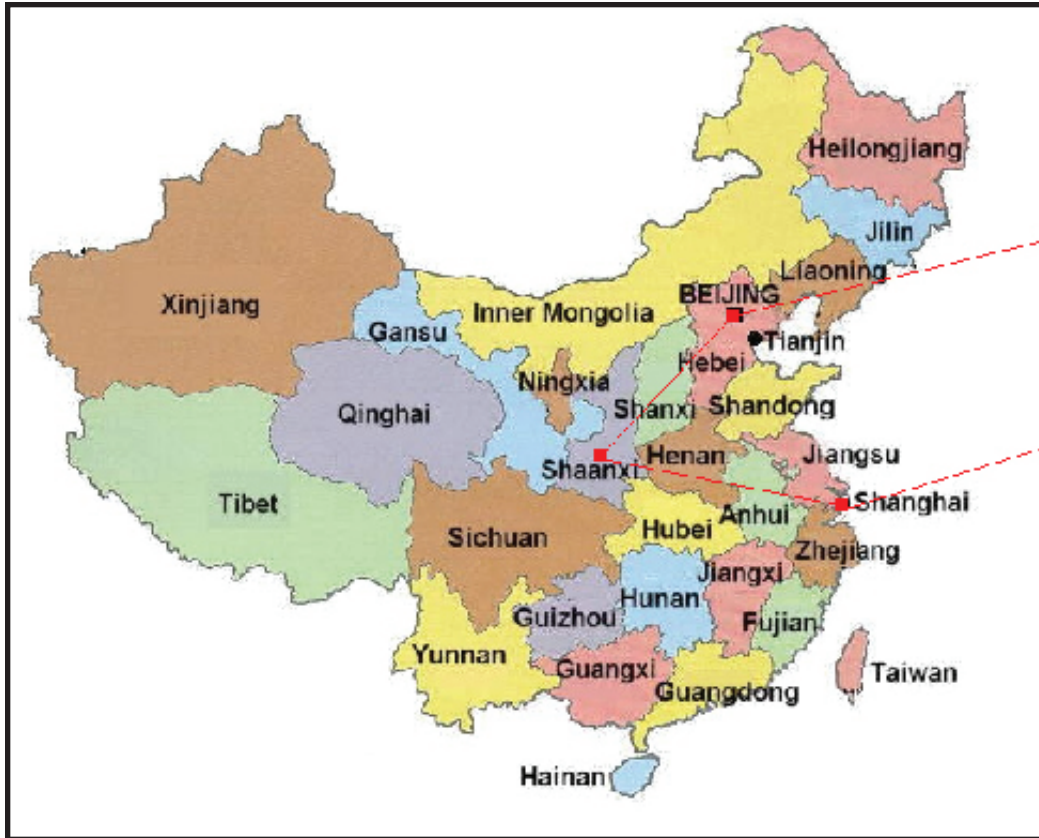 Heilongjiang
Jilin
Liaoning
Xinjiang
BEIJING
Inner Mongolia
Gansu
Tianjin
Hebei
Ningxia
Qinghai
Shanxi
Shandong
Jiangsu
Henan
Shaanxi
Tibet
Shanghai
Anhui
Hubei
Sichuan
Zhejiang
Jiangxi
Hunan
Guizhou
Fujian
Yunnan
Guangxi
Taiwan
Guangdong
Hainan